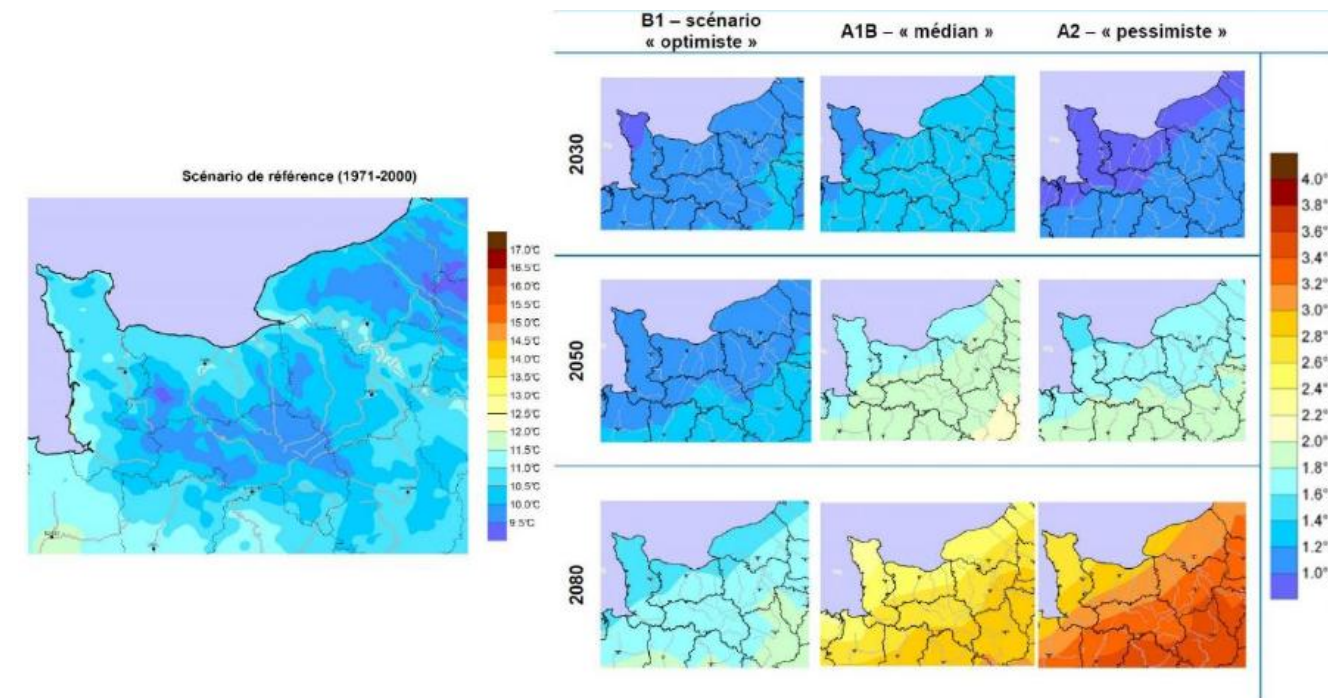 Scénario de référence (1971-2000)
17.0°C
16.5°C
16.0°C
15.5°C
15.0°C
14.5°C
14.0°C
13.5°C
13.0°C
12.5°C
12.0°C
11.5°C
11.0°C
10.5°C
10.0°C
9.5°C
B1 – scénario
« optimiste »
A1B – « médian »
A2 – « pessimiste »
2030
2050
2080
4.0°
3.8°
3.6°
3.4°
3.2°
3.0°
2.8°
2.6°
2.4°
2.2°
2.0°
1.8°
1.6°
1.4°
1.2°
1.0°